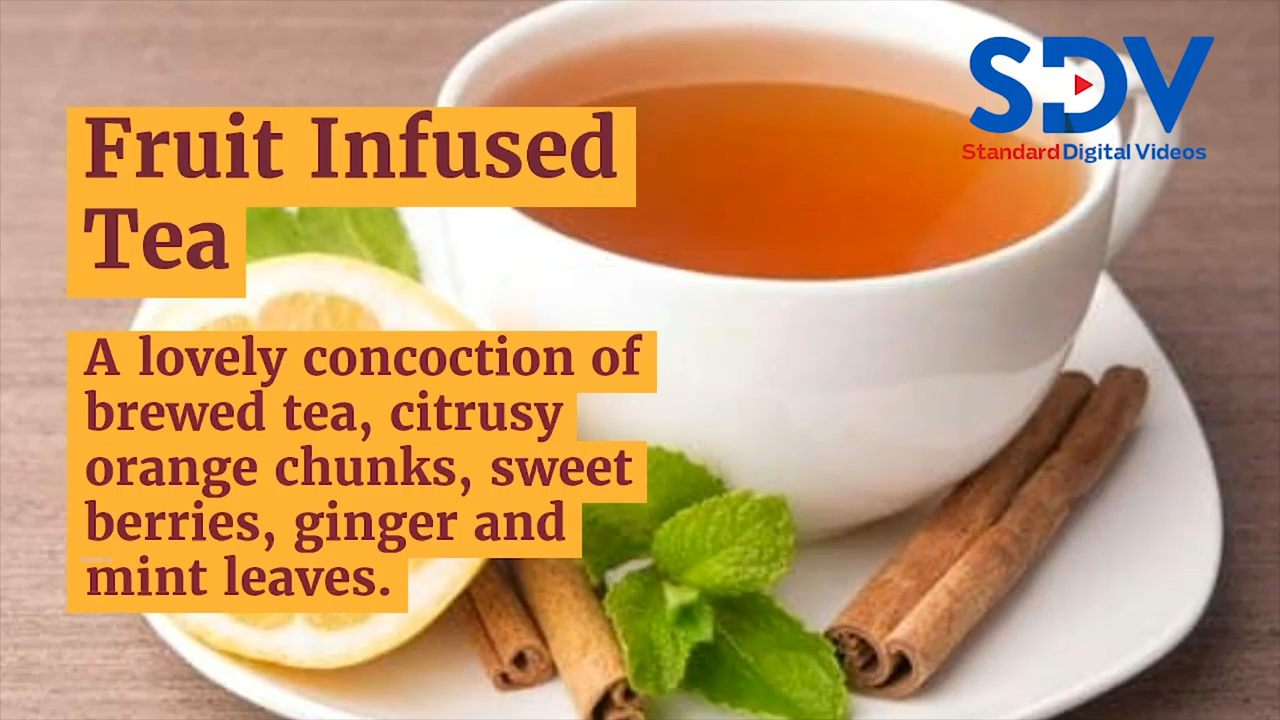 SDV
Standard Digital Videos
Fruit Infused
Tea
A lovely concoction of
brewed tea, citrusy
orange chunks, sweet
berries, ginger and
mint leaves.